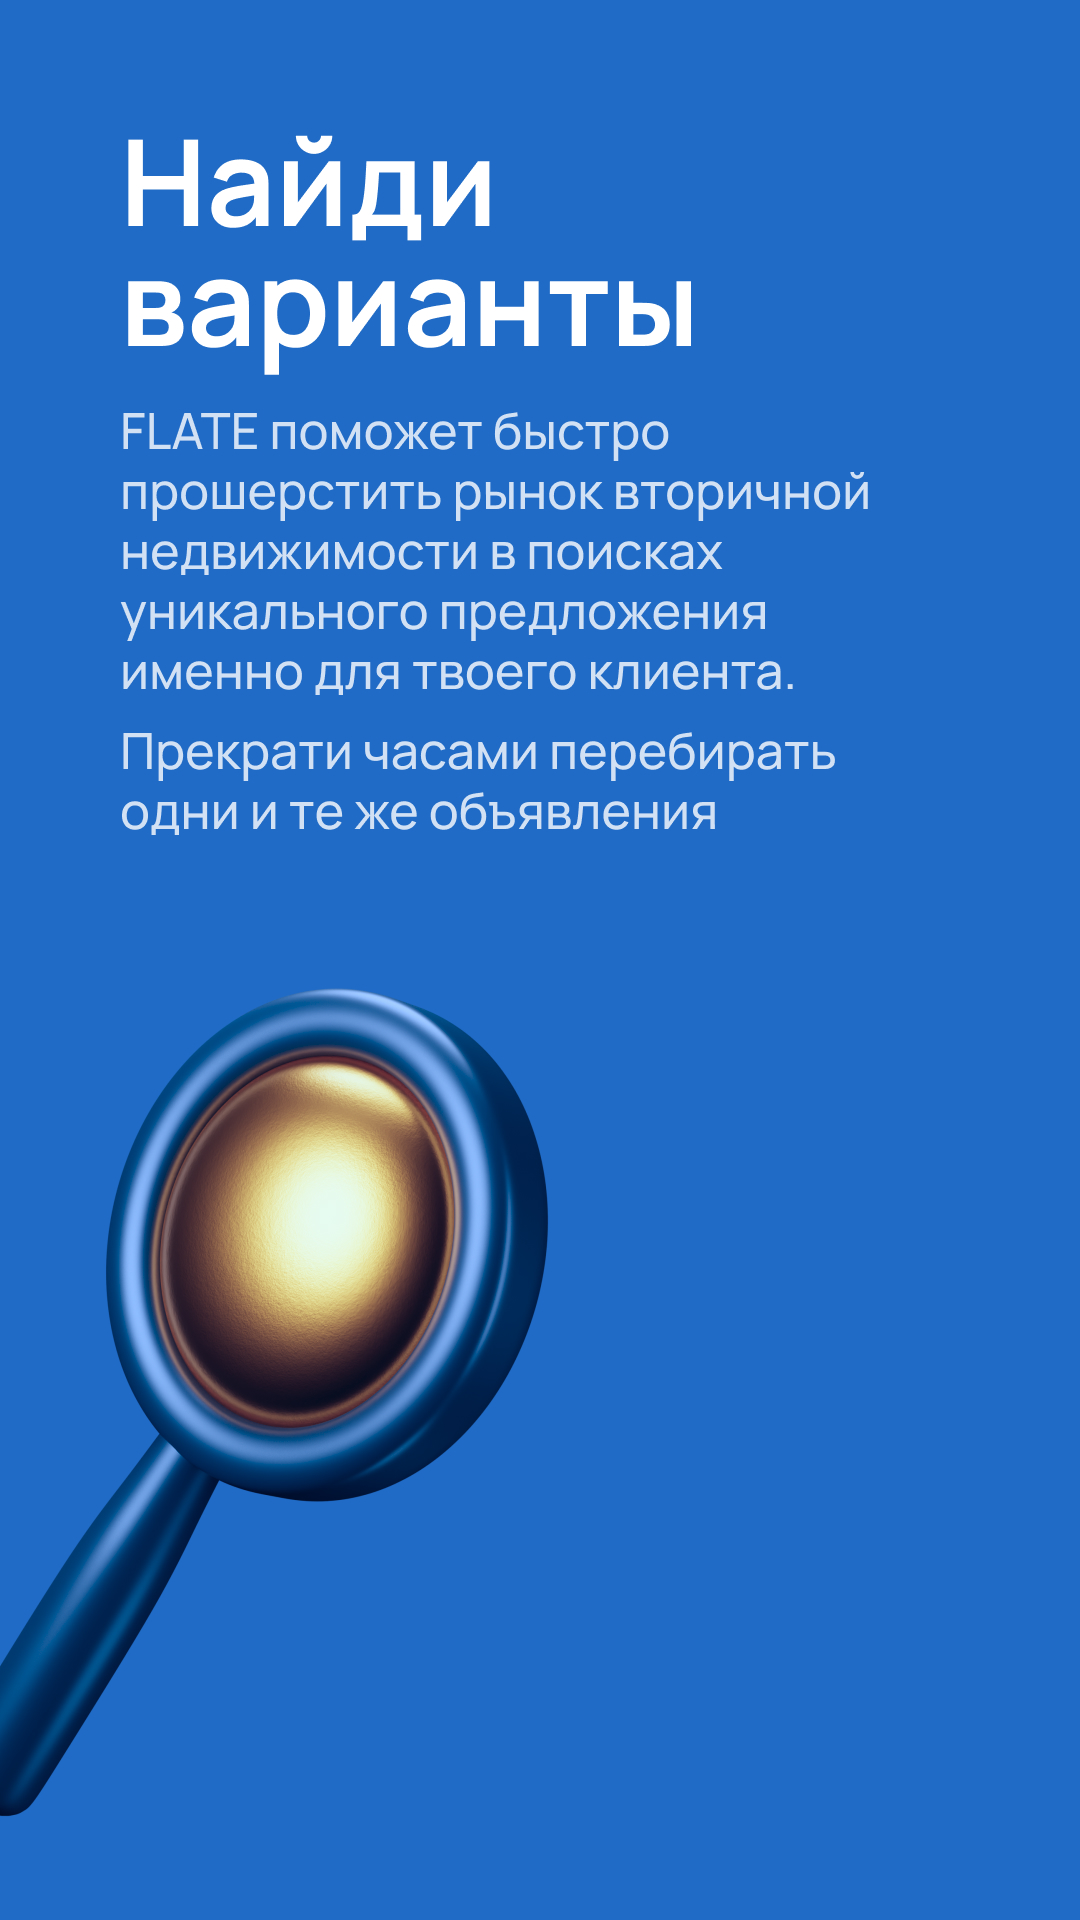 Найди
варианты
FLATE поможет быстро
прошерстить рынок вторичной
недвижимости в поисках
уникального предложения
именно для твоего клиента.
Прекрати часами перебирать
одни и те же объявления